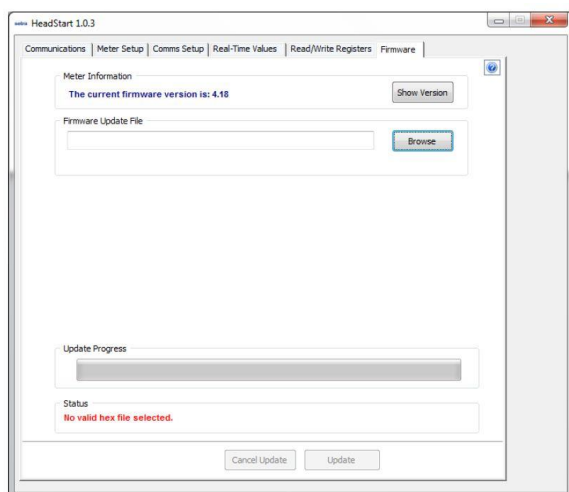 setra HeadStart 1.0.3
Communications Meter Setup Comms Setup Real-Time Values Read/Write Registers Firmware
Meter Information
The current firmware version is: 4.18
Show Version
Firmware Update File
Browse
Update Progress
Status
No valid hex file selected.
Cancel Update Update